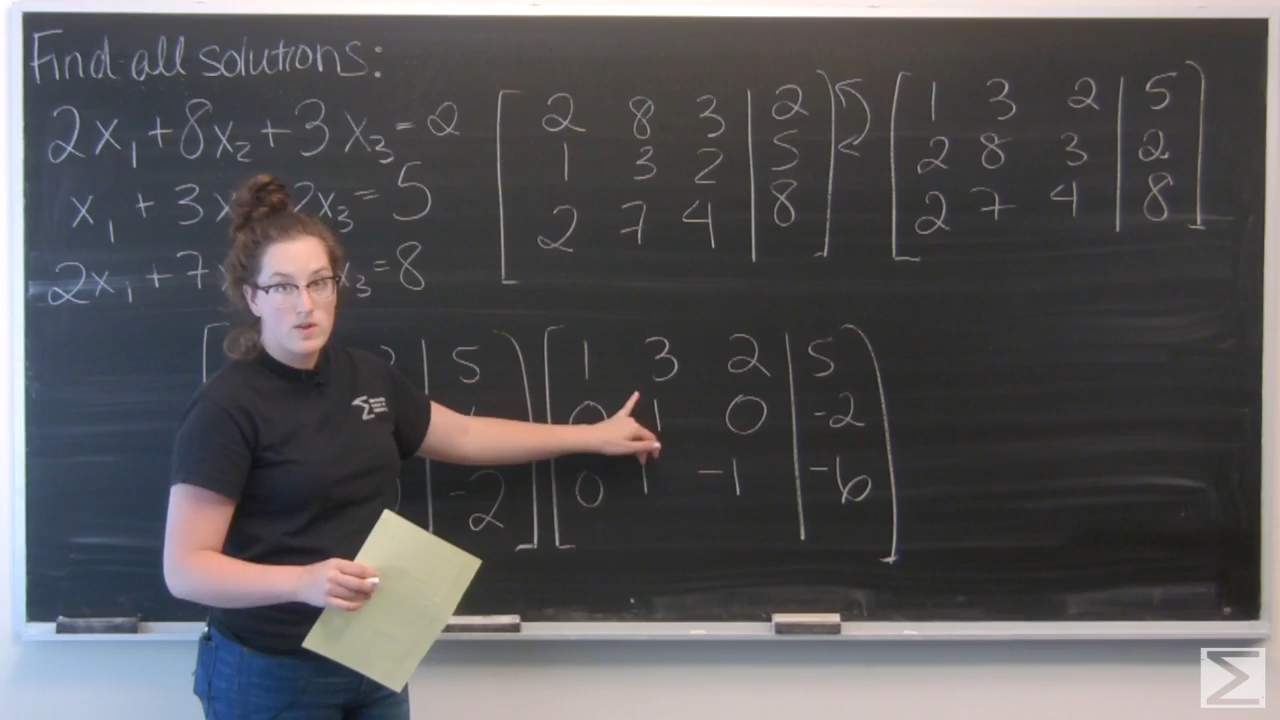 Find all solutions:
2x₁+8x₂+3x₃=2
x₁ + 3x 2x₃=5
2x₁+7x x₃=8
2 8 3 2
1 3 2 5
2 7 4 8
1 3 2 5
2 8 3 2
2 7 4 8
5
-2
1 3 2 5
0 1 0 -2
0 1 -1 -6
Σ
Σ